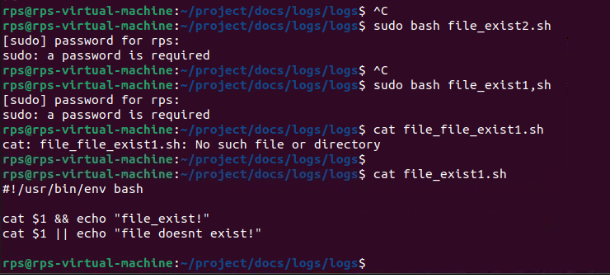 rps@rps-virtual-machine:~/project/docs/logs/logs$ ^C
rps@rps-virtual-machine:~/project/docs/logs/logs$ sudo bash file_exist2.sh
[sudo] password for rps:
sudo: a password is required
rps@rps-virtual-machine:~/project/docs/logs/logs$ ^C
rps@rps-virtual-machine:~/project/docs/logs/logs$ sudo bash file_exist1,sh
[sudo] password for rps:
sudo: a password is required
rps@rps-virtual-machine:~/project/docs/logs/logs$ cat file_file_exist1.sh
cat: file_file_exist1.sh: No such file or directory
rps@rps-virtual-machine:~/project/docs/logs/logs$
rps@rps-virtual-machine:~/project/docs/logs/logs$ cat file_exist1.sh
#!/usr/bin/env bash
cat $1 && echo "file_exist!"
cat $1 || echo "file doesnt exist!"
rps@rps-virtual-machine:~/project/docs/logs/logs$